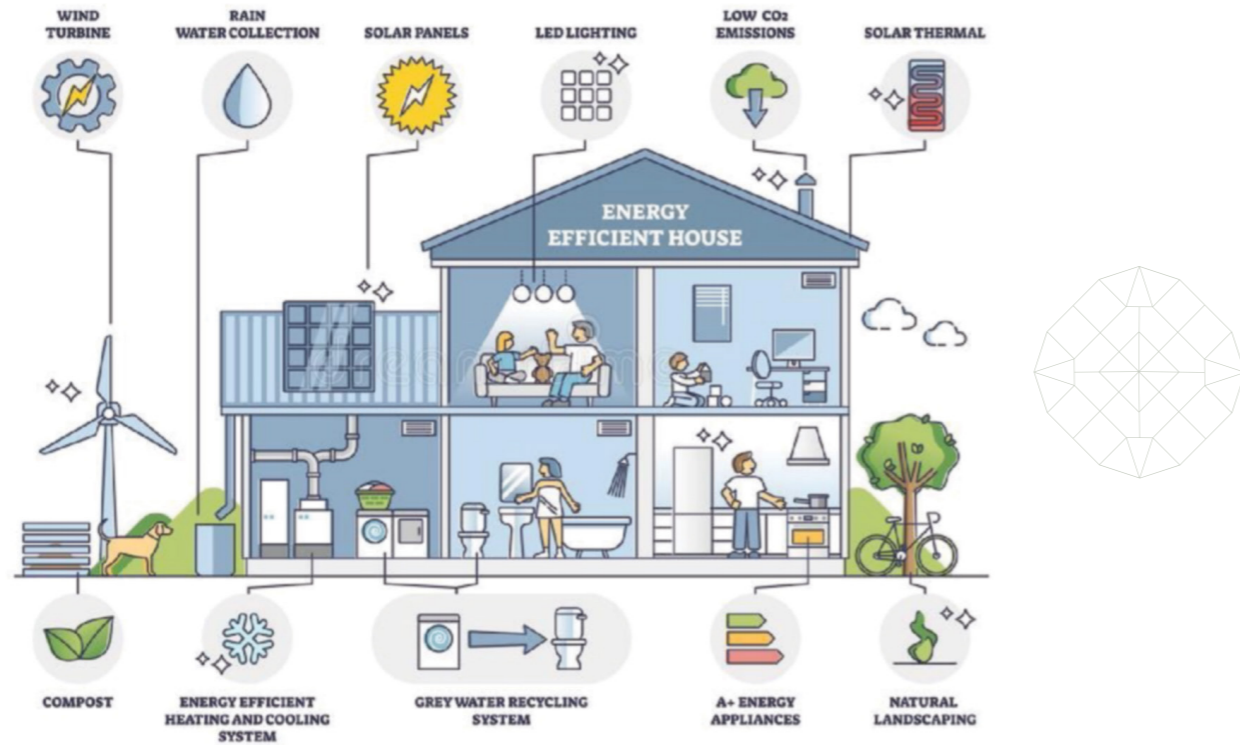 WIND
TURBINE
RAIN
WATER COLLECTION
SOLAR PANELS
LED LIGHTING
LOW CO2
EMISSIONS
SOLAR THERMAL
ENERGY
EFFICIENT HOUSE
COMPOST
ENERGY EFFICIENT
HEATING AND COOLING
SYSTEM
GREY WATER RECYCLING
SYSTEM
A+ ENERGY
APPLIANCES
NATURAL
LANDSCAPING